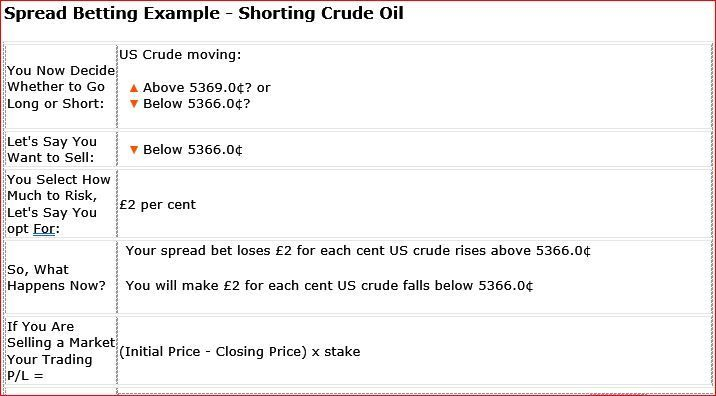 Spread Betting Example - Shorting Crude Oil
You Now Decide
Whether to Go
Long or Short:
US Crude moving:
▲ Above 5369.0¢? or
▼ Below 5366.0¢?
Let's Say You
Want to Sell:
▼ Below 5366.0¢
You Select How
Much to Risk,
Let's Say You
opt For:
£2 per cent
So, What
Happens Now?
Your spread bet loses £2 for each cent US crude rises above 5366.0¢
You will make £2 for each cent US crude falls below 5366.0¢
If You Are
Selling a Market
Your Trading
P/L =
(Initial Price - Closing Price) x stake